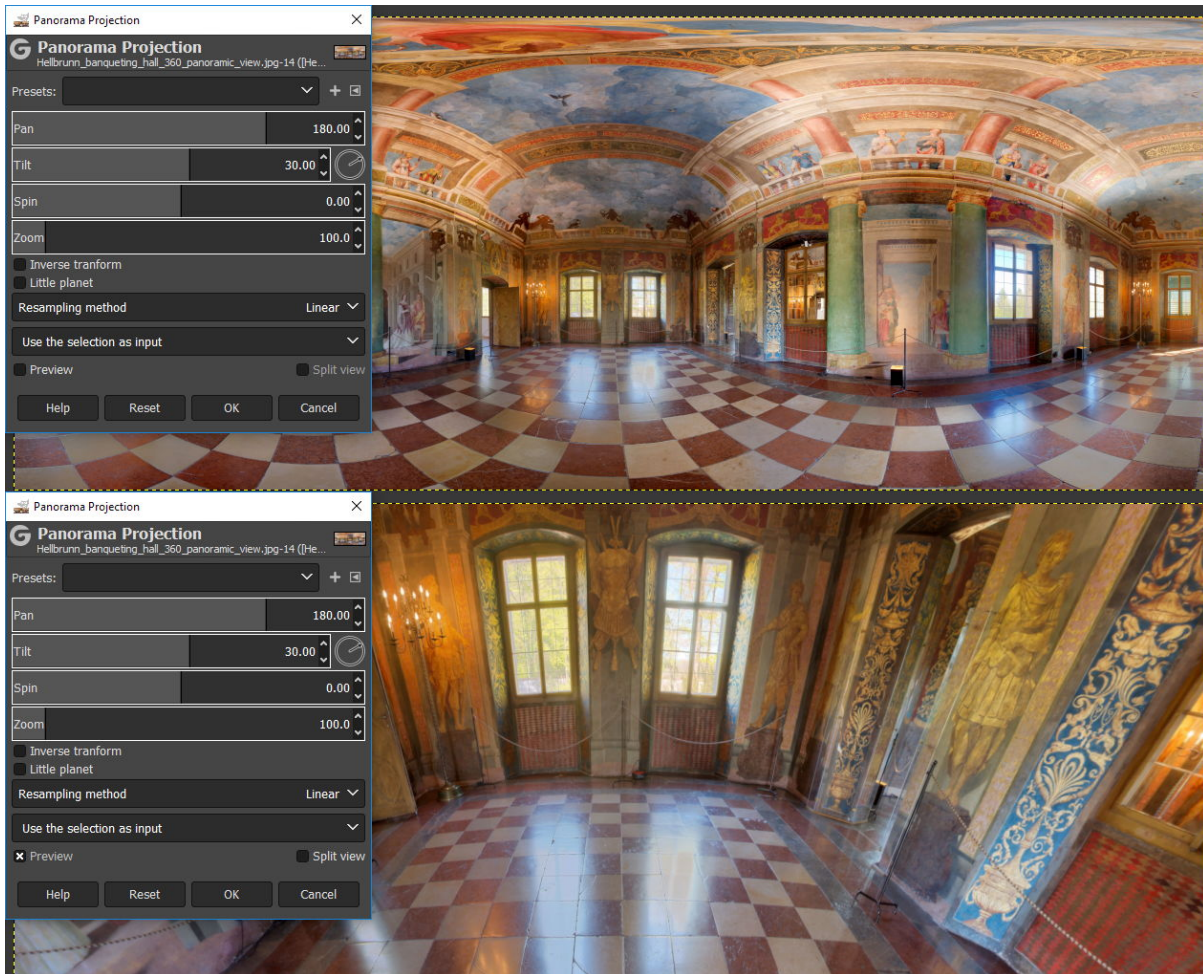 Panorama Projection
Panorama Projection
Hellbrunn_banqueting_hall_360_panoramic_view.jpg-14 ([He...
Presets:
Pan 180.00
Tilt 30.00
Spin 0.00
Zoom 100.0
Inverse tranform
Little planet
Resampling method Linear
Use the selection as input
Preview Split view
Help Reset OK Cancel
Panorama Projection
Panorama Projection
Hellbrunn_banqueting_hall_360_panoramic_view.jpg-14 ([He...
Presets:
Pan 180.00
Tilt 30.00
Spin 0.00
Zoom 100.0
Inverse tranform
Little planet
Resampling method Linear
Use the selection as input
Preview Split view
Help Reset OK Cancel